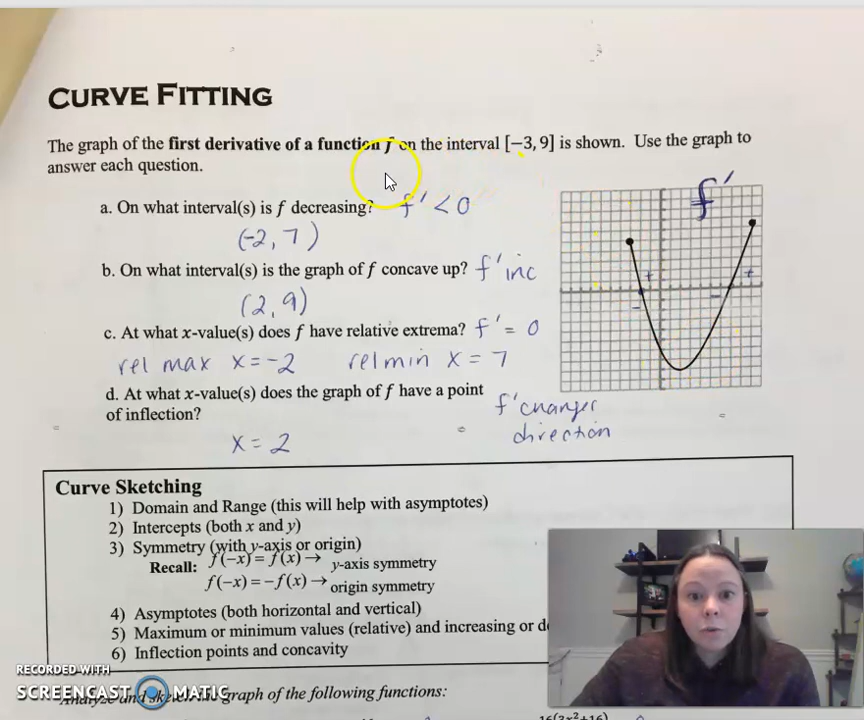 CURVE FITTING
The graph of the first derivative of a function f on the interval [−3, 9] is shown. Use the graph to
answer each question.
a. On what interval(s) is f decreasing? f' < 0
(-2, 7)
f'
b. On what interval(s) is the graph of f concave up? f' inc
(2, 9)
c. At what x-value(s) does f have relative extrema? f' = 0
rel max x = -2 rel min x = 7
d. At what x-value(s) does the graph of f have a point
of inflection?
f' changes
direction
x = 2
Curve Sketching
1) Domain and Range (this will help with asymptotes)
2) Intercepts (both x and y)
3) Symmetry (with y-axis or origin)
Recall: f(−x) = f(x) → y-axis symmetry
f(−x) = −f(x) → origin symmetry
4) Asymptotes (both horizontal and vertical)
5) Maximum or minimum values (relative) and increasing or
6) Inflection points and concavity
RECORDED WITH
SCREENCAST MATIC
graph of the following functions: